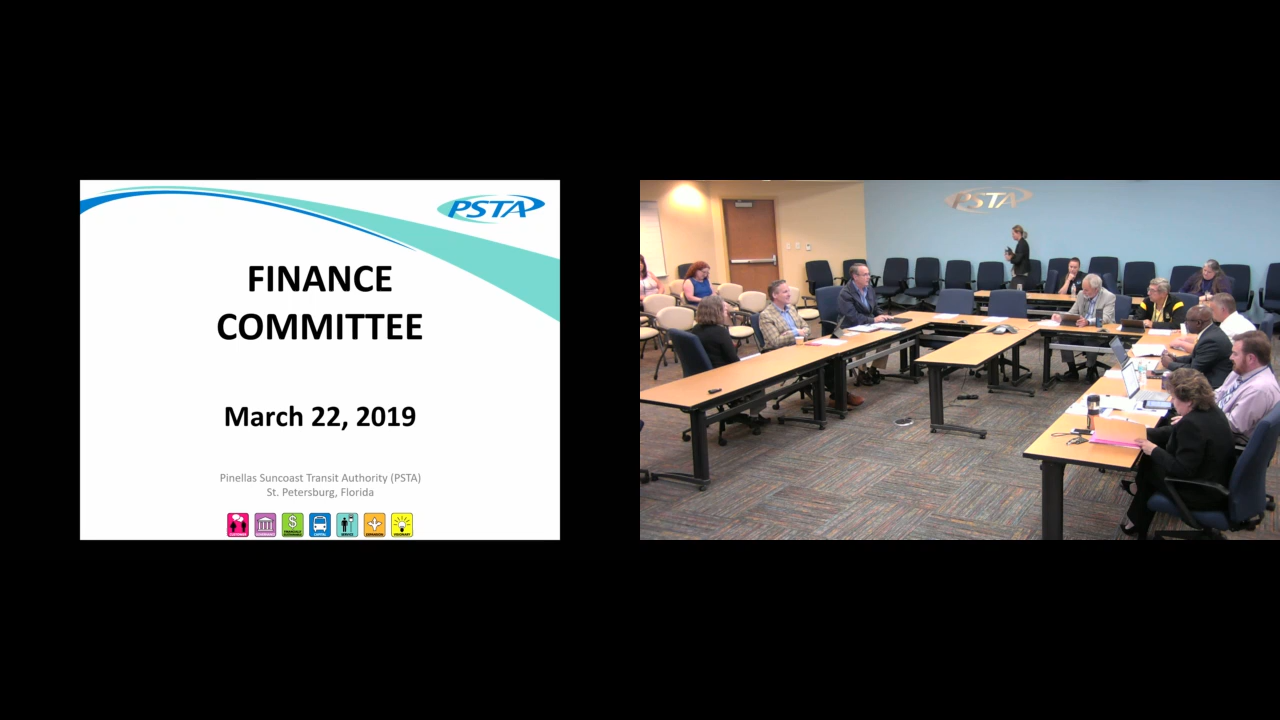 PSTA
FINANCE
COMMITTEE
March 22, 2019
Pinellas Suncoast Transit Authority (PSTA)
St. Petersburg, Florida
PSTA